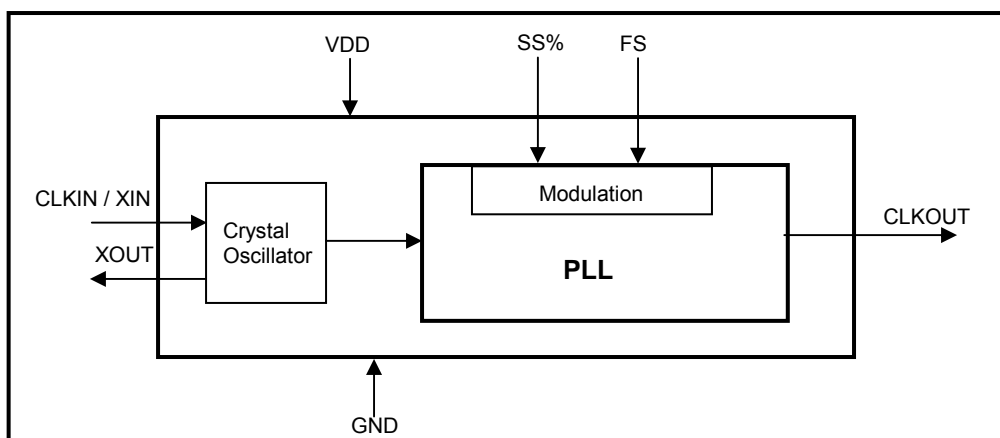 VDD
SS%
FS
CLKIN / XIN
XOUT
Crystal
Oscillator
Modulation
PLL
CLKOUT
GND